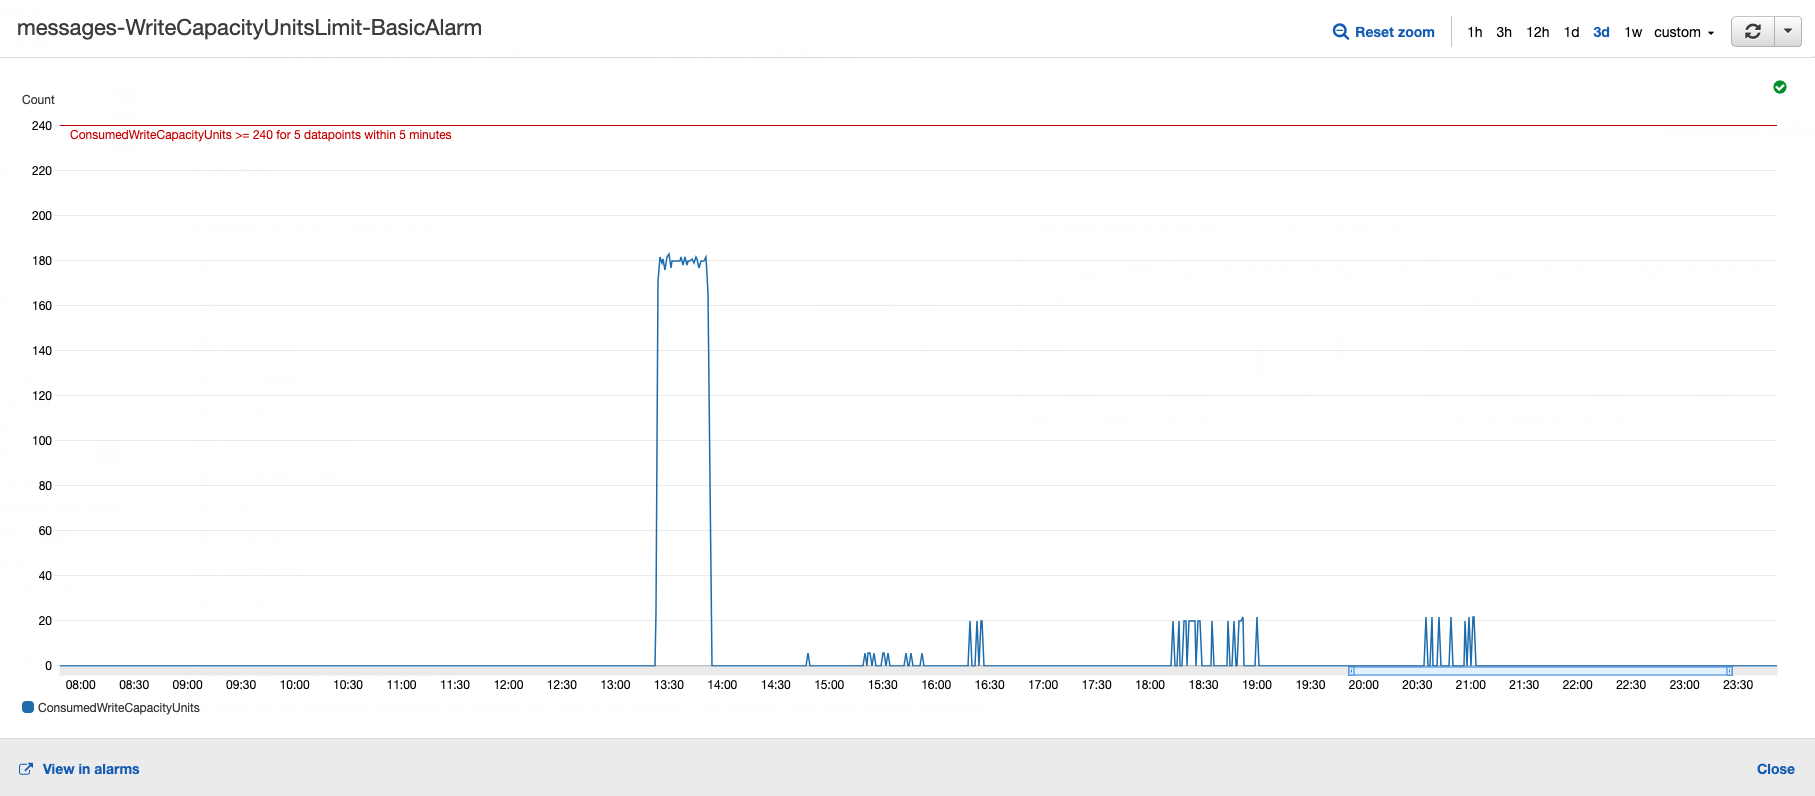 messages-WriteCapacityUnitsLimit-BasicAlarm
Reset zoom 1h 3h 12h 1d 3d 1w custom
Count
240
ConsumedWriteCapacityUnits >= 240 for 5 datapoints within 5 minutes
220
200
180
160
140
120
100
80
60
40
20
0
08:00 08:30 09:00 09:30 10:00 10:30 11:00 11:30 12:00 12:30 13:00 13:30 14:00 14:30 15:00 15:30 16:00 16:30 17:00 17:30 18:00 18:30 19:00 19:30 20:00 20:30 21:00 21:30 22:00 22:30 23:00 23:30
ConsumedWriteCapacityUnits
View in alarms Close